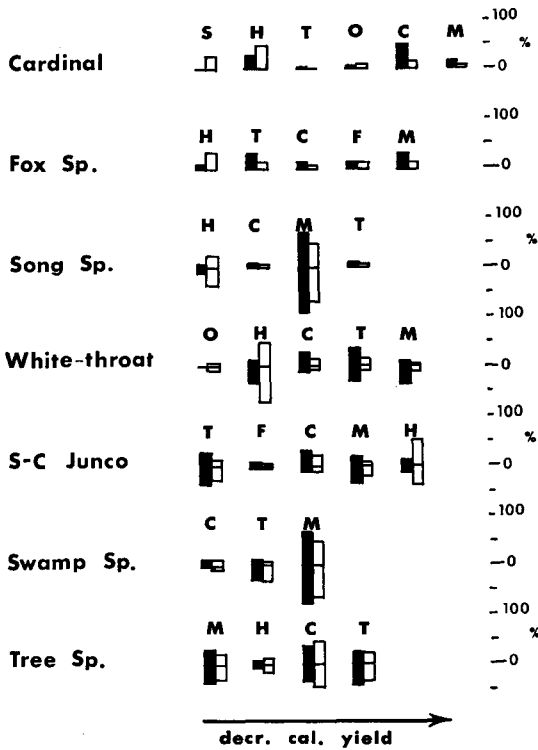 - 100
S H T O C M
%
Cardinal
- 0
100
H T C F M
Fox Sp.
- 0
- 100
H C M T
%
Song Sp.
- 0
- 100
O H C T M
White-throat
- 0
- 100
T F C M H
%
S-C Junco
- 0
- 100
C T M
Swamp Sp.
- 0
- 100
M H C T
%
Tree Sp.
- 0
decr. cal. yield